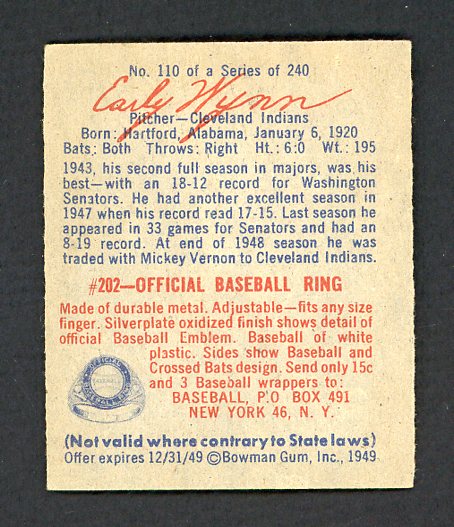 No. 110 of a Series of 240
Early Wynn
Pitcher—Cleveland Indians
Born: Hartford, Alabama, January 6, 1920
Bats: Both Throws: Right Ht.: 6:0 Wt.: 195
1943, his second full season in majors, was his
best—with an 18-12 record for Washington
Senators. He had another excellent season in
1947 when his record read 17-15. Last season he
appeared in 33 games for Senators and had an
8-19 record. At end of 1948 season he was
traded with Mickey Vernon to Cleveland Indians.
#202—OFFICIAL BASEBALL RING
Made of durable metal. Adjustable—fits any size
finger. Silverplate oxidized finish shows detail of
official Baseball Emblem. Baseball of white
plastic. Sides show Baseball and
Crossed Bats design. Send only 15c
and 3 Baseball wrappers to:
BASEBALL, P.O BOX 491
NEW YORK 46, N. Y.
OFFICIAL
BASEBALL
(Not valid where contrary to State laws)
Offer expires 12/31/49 ©Bowman Gum, Inc., 1949